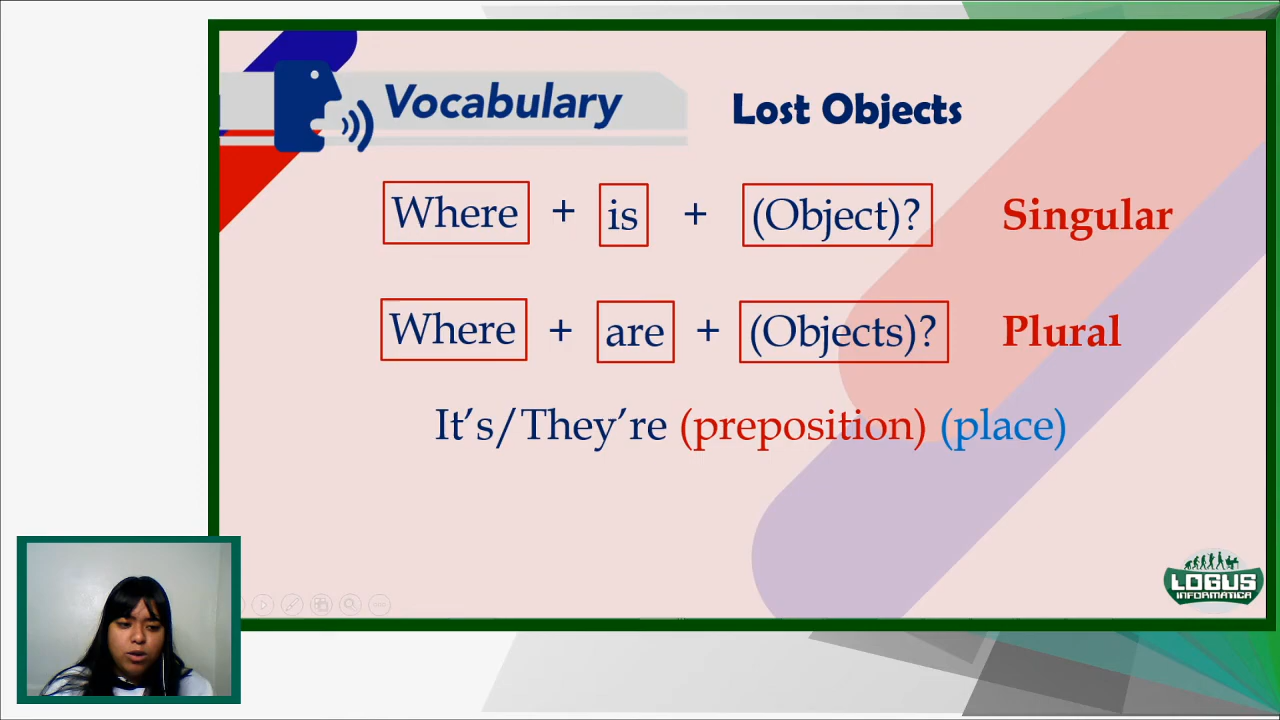 Vocabulary
Lost Objects
Where + is + (Object)? Singular
Where + are + (Objects)? Plural
It's/They're (preposition) (place)
LOGUS
INFORMATICA